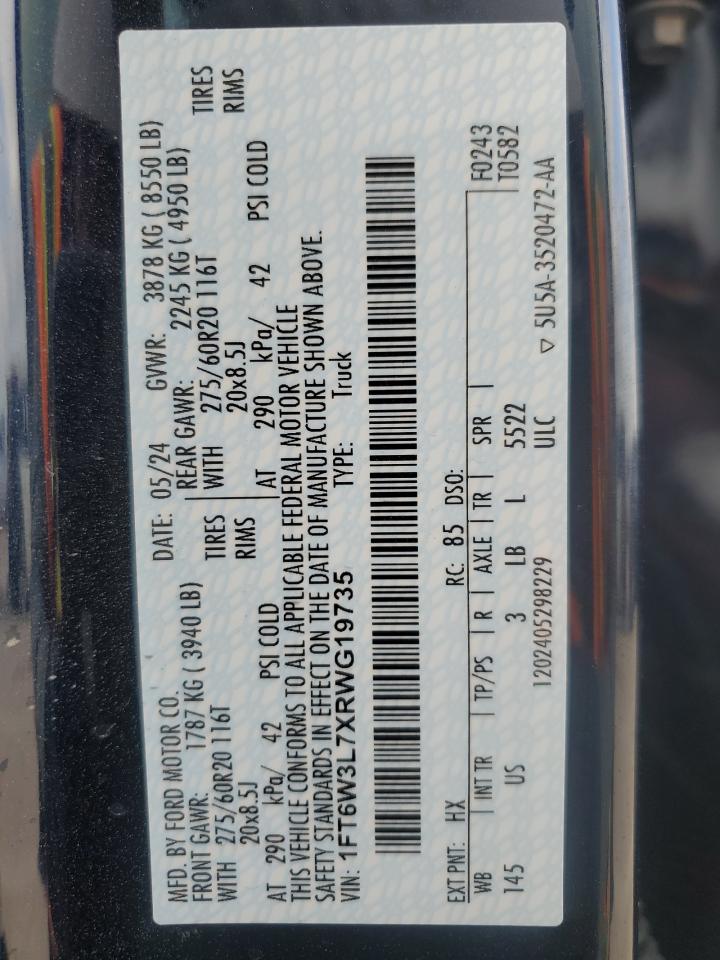 MFD. BY FORD MOTOR CO. DATE: 05/24 GVWR: 3878 KG ( 8550 LB)
FRONT GAWR: 1787 KG ( 3940 LB) REAR GAWR: 2245 KG ( 4950 LB)
WITH 275/60R20 116T TIRES WITH 275/60R20 116T TIRES
20x8.5J RIMS 20x8.5J RIMS
AT 290 kPa/ 42 PSI COLD AT 290 kPa/ 42 PSI COLD
THIS VEHICLE CONFORMS TO ALL APPLICABLE FEDERAL MOTOR VEHICLE
SAFETY STANDARDS IN EFFECT ON THE DATE OF MANUFACTURE SHOWN ABOVE.
VIN: 1FT6W3L7XRWG19735 TYPE: Truck
EXT PNT: HX RC: 85 DSO:
WB INT TR TP/PS R AXLE TR SPR F0243
145 US 3 LB L 5522 T0582
1202405298229 ULC ▽ 5U5A-3520472-AA